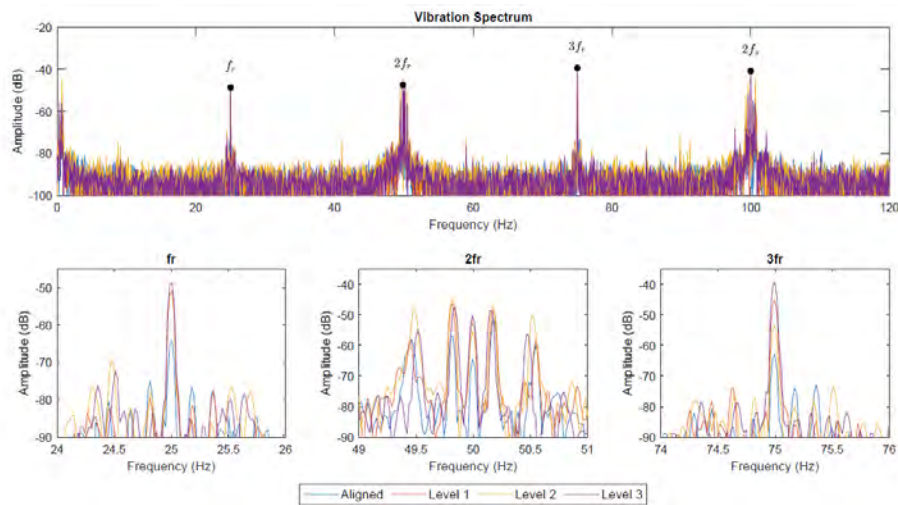 Vibration Spectrum
-20
-40
-60
-80
-100
Amplitude (dB)
f_r
2f_r
3f_r
2f_s
0
20
40
60
80
100
120
Frequency (Hz)
fr
-50
-60
-70
-80
-90
Amplitude (dB)
24
24.5
25
25.5
26
Frequency (Hz)
2fr
-40
-50
-60
-70
-80
-90
Amplitude (dB)
49
49.5
50
50.5
51
Frequency (Hz)
3fr
-40
-50
-60
-70
-80
-90
Amplitude (dB)
74
74.5
75
75.5
76
Frequency (Hz)
Aligned Level 1 Level 2 Level 3